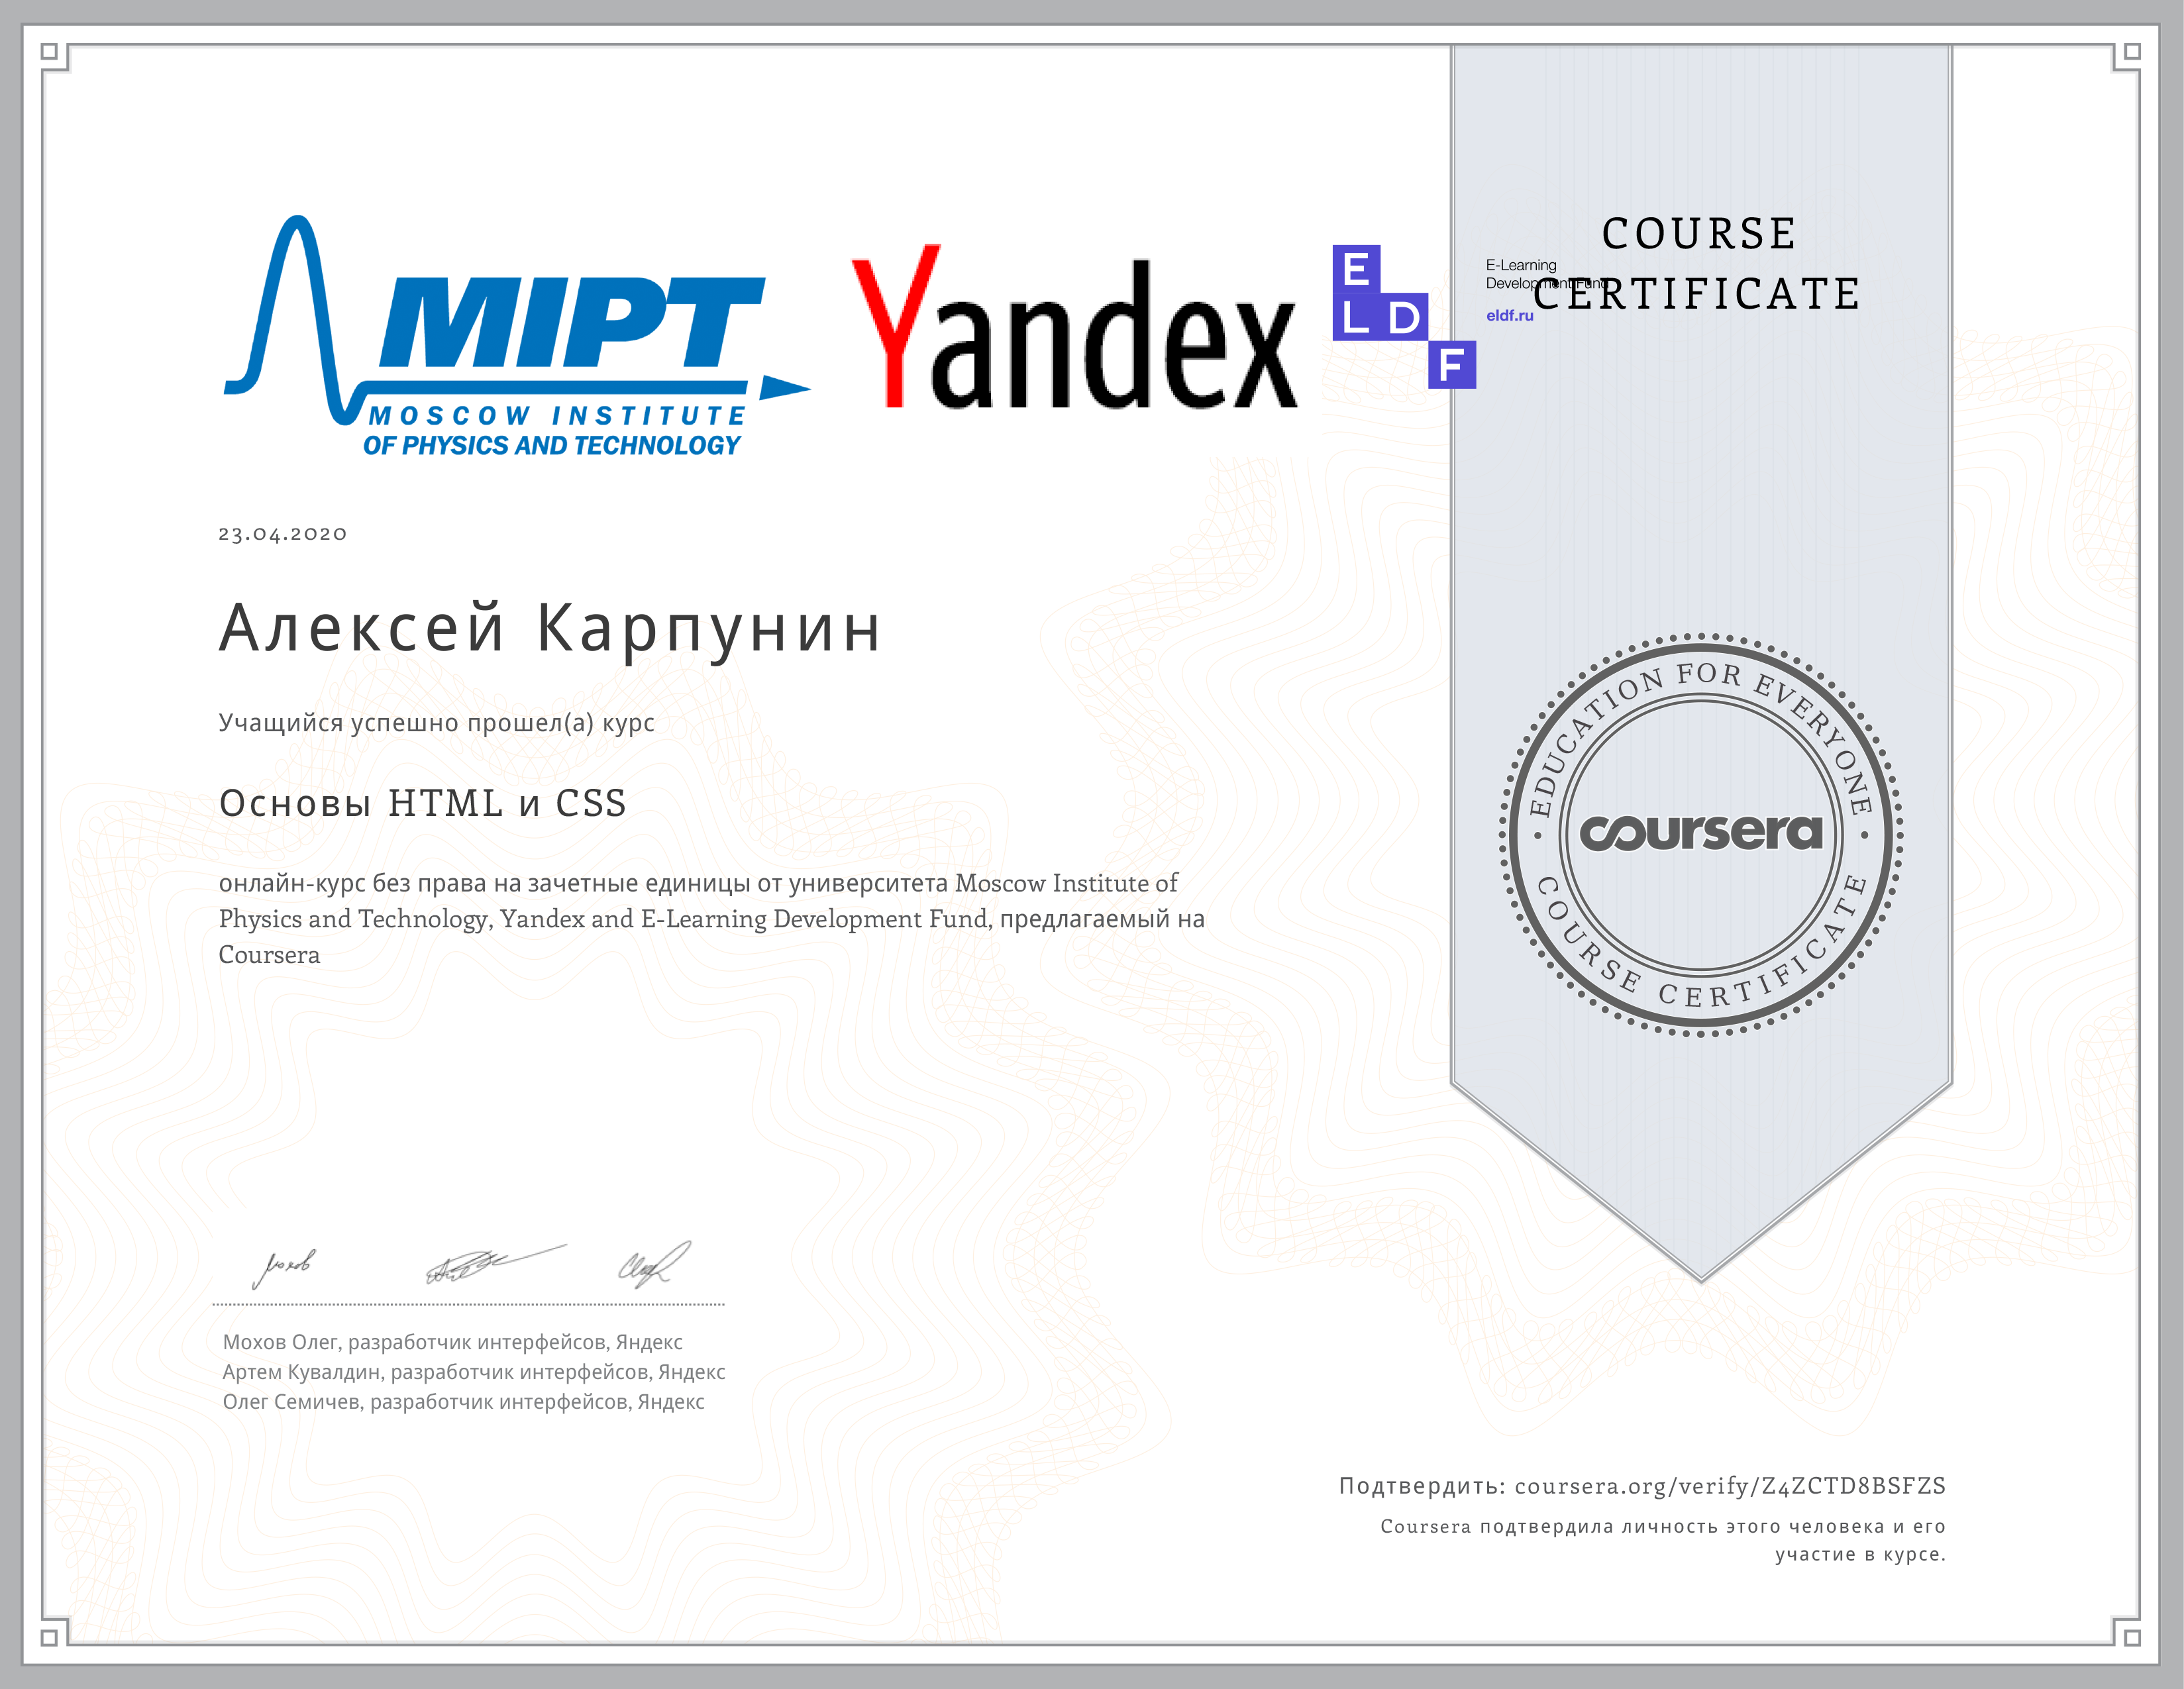 MIPT
MOSCOW INSTITUTE
OF PHYSICS AND TECHNOLOGY
Yandex
E
L D
F
E-Learning
Development Fund
eldf.ru
COURSE
CERTIFICATE
23.04.2020
Алексей Карпунин
Учащийся успешно прошел(а) курс
Основы HTML и CSS
онлайн-курс без права на зачетные единицы от университета Moscow Institute of
Physics and Technology, Yandex and E-Learning Development Fund, предлагаемый на
Coursera
EDUCATION FOR EVERYONE
coursera
COURSE CERTIFICATE
Мохов Олег, разработчик интерфейсов, Яндекс
Артем Кувалдин, разработчик интерфейсов, Яндекс
Олег Семичев, разработчик интерфейсов, Яндекс
Подтвердить: coursera.org/verify/Z4ZCTD8BSFZS
Coursera подтвердила личность этого человека и его
участие в курсе.